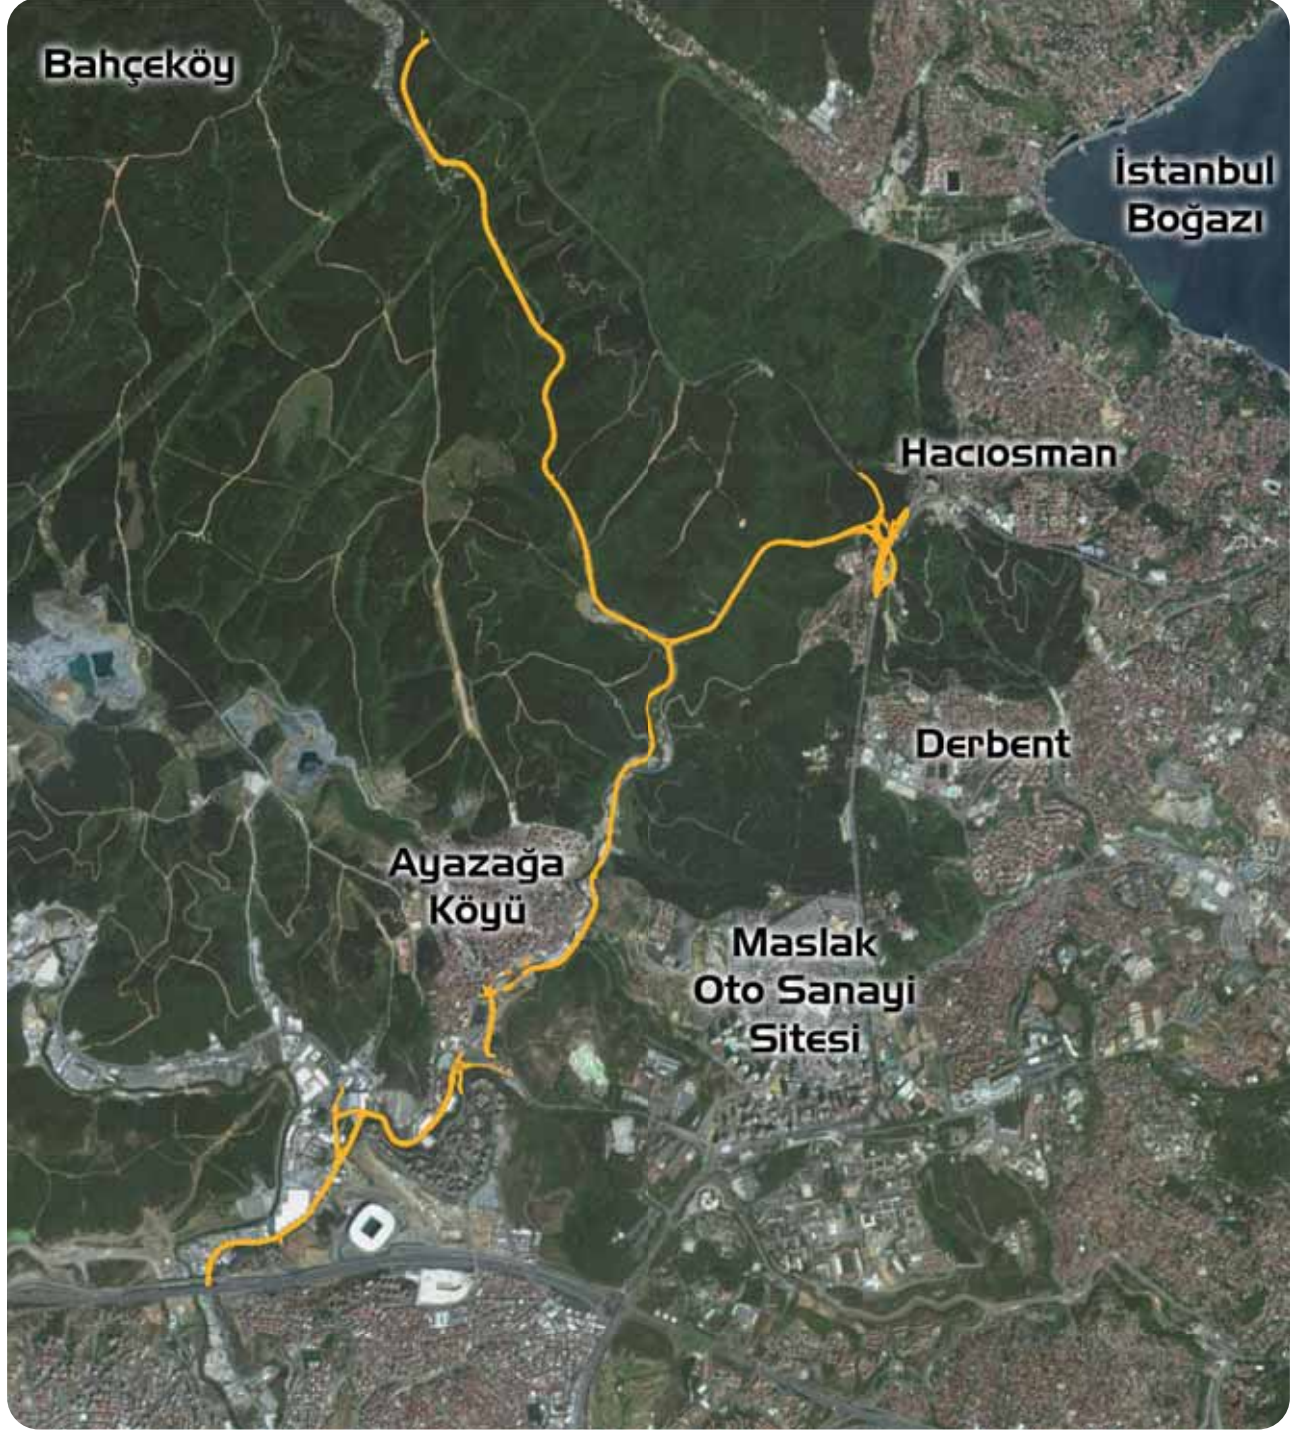 Bahçeköy
İstanbul
Boğazı
Hacıosman
Derbent
Ayazağa
Köyü
Maslak
Oto Sanayi
Sitesi